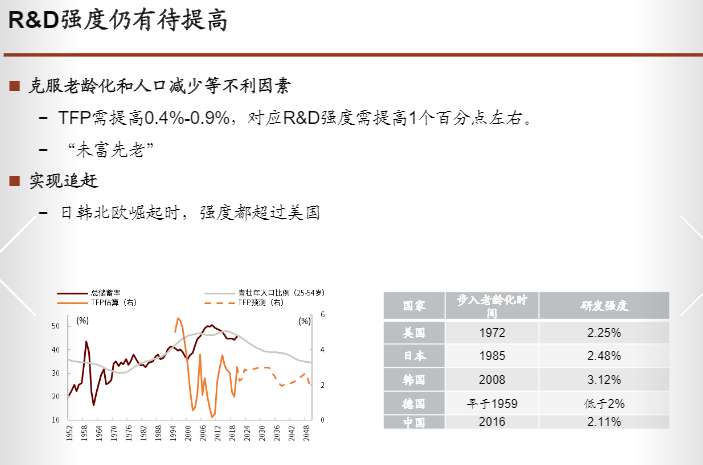 R&D强度仍有待提高
克服老龄化和人口减少等不利因素
– TFP需提高0.4%-0.9%，对应R&D强度需提高1个百分点左右。
– “未富先老”
实现追赶
– 日韩北欧崛起时，强度都超过美国
总储蓄率 青壮年人口比例（25-54岁）
TFP估算（右） TFP预测（右）
(%) (%)
50
40
30
20
10
6
4
2
0
1952 1958 1964 1970 1976 1982 1988 1994 2000 2006 2012 2018 2024 2030 2036 2042 2048
国家 步入老龄化时间 研发强度
美国 1972 2.25%
日本 1985 2.48%
韩国 2008 3.12%
德国 早于1959 低于2%
中国 2016 2.11%